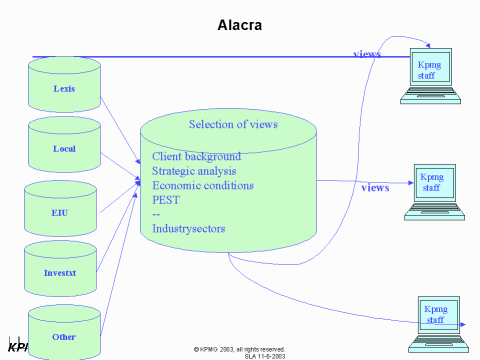 Alacra
views
Kpmg
staff
Lexis
Selection of views
Local
Client background
Strategic analysis
Economic conditions
PEST
--
Industrysectors
Kpmg
staff
views
EIU
Investxt
Kpmg
staff
Other
© KPMG 2003, all rights reserved.
SLA 11-6-2003